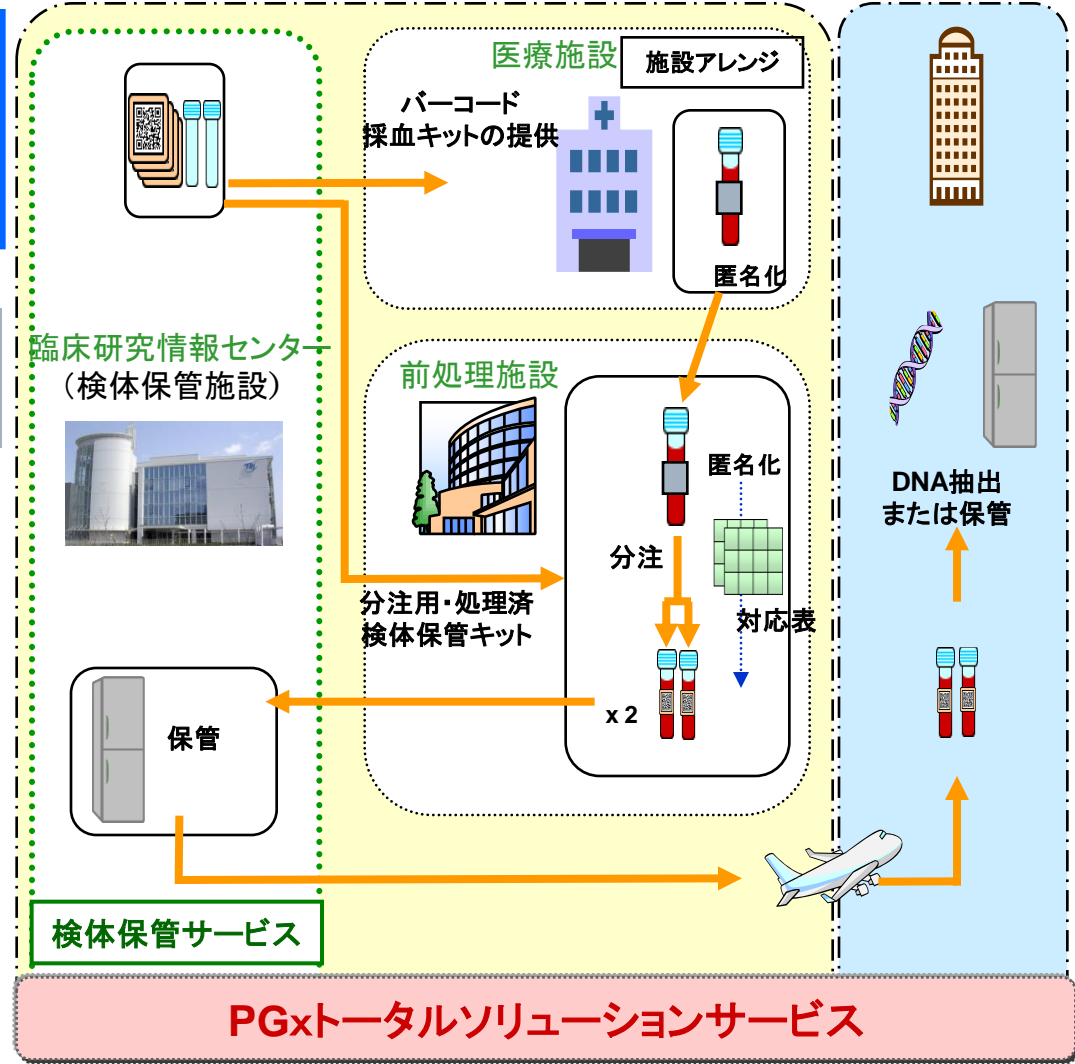 医療施設
施設アレンジ
バーコード
採血キットの提供
匿名化
臨床研究情報センター
（検体保管施設）
前処理施設
匿名化
分注
対応表
分注用・処理済
検体保管キット
x 2
保管
DNA抽出
または保管
検体保管サービス
PGxトータルソリューションサービス